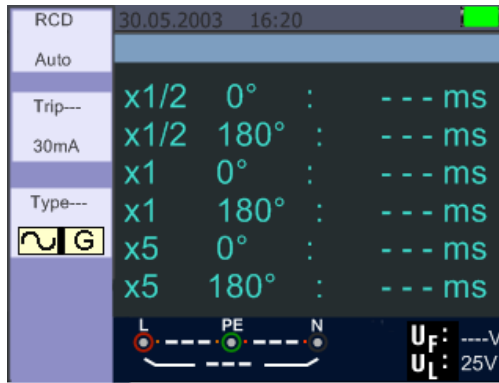 RCD
Auto
Trip---
30mA
Type---
G
30.05.2003 16:20
x1/2 0° : --- ms
x1/2 180° : --- ms
x1 0° : --- ms
x1 180° : --- ms
x5 0° : --- ms
x5 180° : --- ms
L PE N
---
UF: ----V
UL: 25V